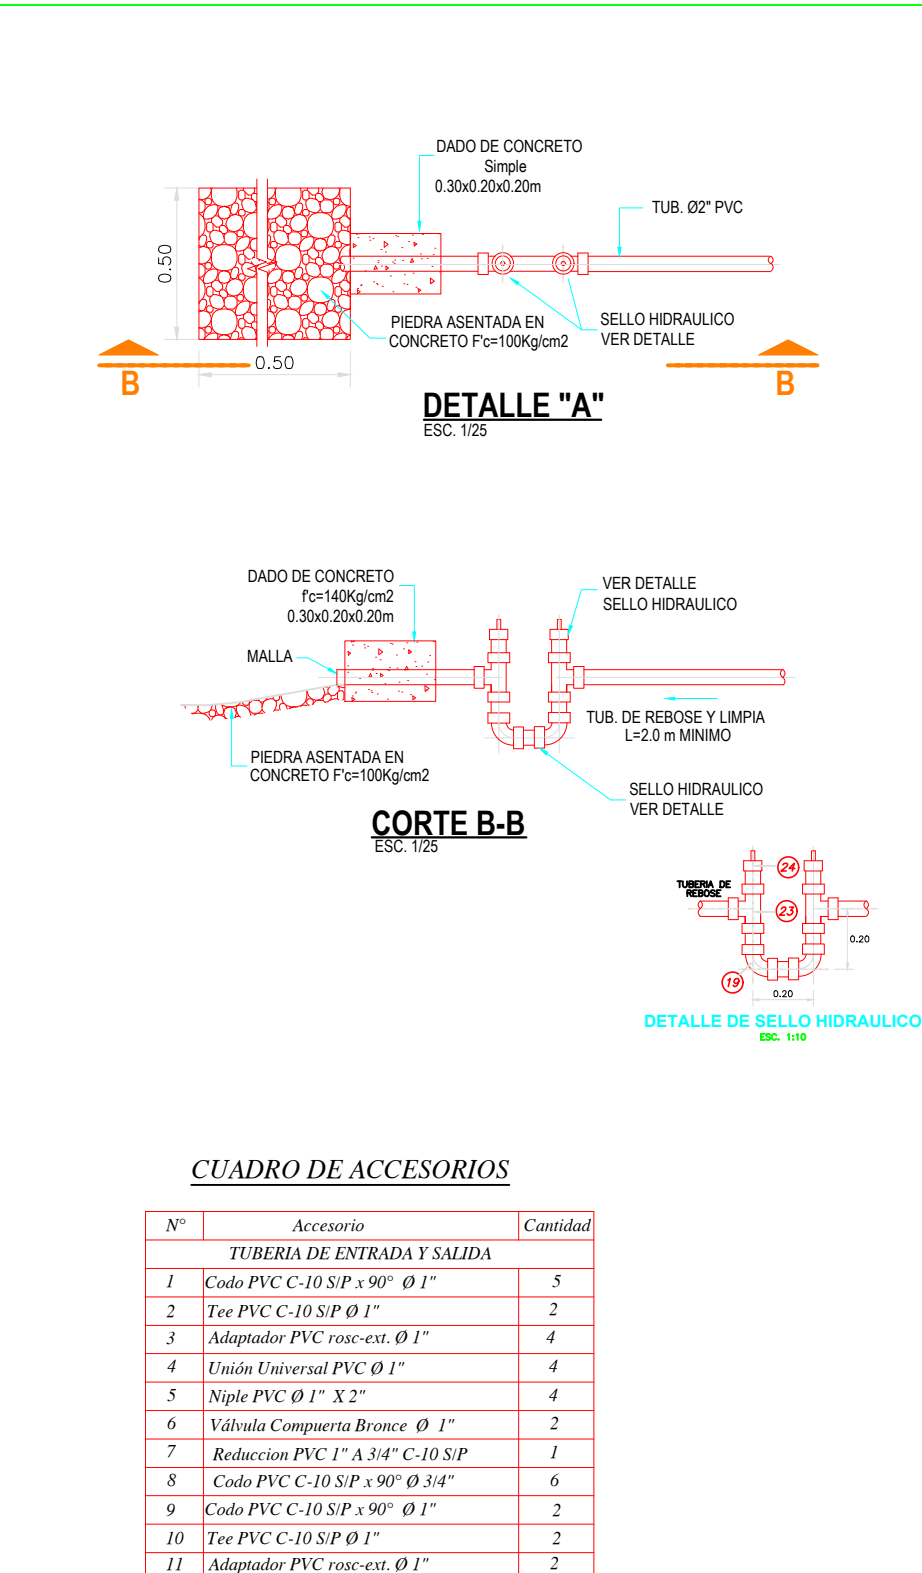 DADO DE CONCRETO
Simple
0.30x0.20x0.20m
TUB. Ø2" PVC
0.50
PIEDRA ASENTADA EN
CONCRETO F'c=100Kg/cm2
SELLO HIDRAULICO
VER DETALLE
0.50
B
B
DETALLE "A"
ESC. 1/25
DADO DE CONCRETO
f'c=140Kg/cm2
0.30x0.20x0.20m
VER DETALLE
SELLO HIDRAULICO
MALLA
TUB. DE REBOSE Y LIMPIA
L=2.0 m MINIMO
PIEDRA ASENTADA EN
CONCRETO F'c=100Kg/cm2
SELLO HIDRAULICO
VER DETALLE
CORTE B-B
ESC. 1/25
24
TUBERIA DE
REBOSE
23
0.20
19
0.20
DETALLE DE SELLO HIDRAULICO
ESC. 1:10
CUADRO DE ACCESORIOS
N° Accesorio Cantidad
TUBERIA DE ENTRADA Y SALIDA
1 Codo PVC C-10 S/P x 90° Ø 1" 5
2 Tee PVC C-10 S/P Ø 1" 2
3 Adaptador PVC rosc-ext. Ø 1" 4
4 Unión Universal PVC Ø 1" 4
5 Niple PVC Ø 1" X 2" 4
6 Válvula Compuerta Bronce Ø 1" 2
7 Reduccion PVC 1" A 3/4" C-10 S/P 1
8 Codo PVC C-10 S/P x 90° Ø 3/4" 6
9 Codo PVC C-10 S/P x 90° Ø 1" 2
10 Tee PVC C-10 S/P Ø 1" 2
11 Adaptador PVC rosc-ext. Ø 1" 2